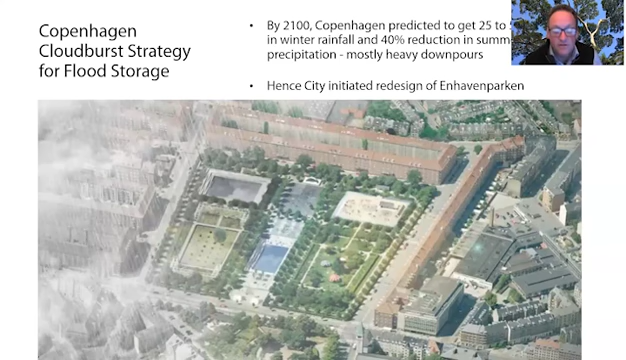 Copenhagen
Cloudburst Strategy
for Flood Storage
• By 2100, Copenhagen predicted to get 25 to
in winter rainfall and 40% reduction in summ
precipitation - mostly heavy downpours
• Hence City initiated redesign of Enhavenparken